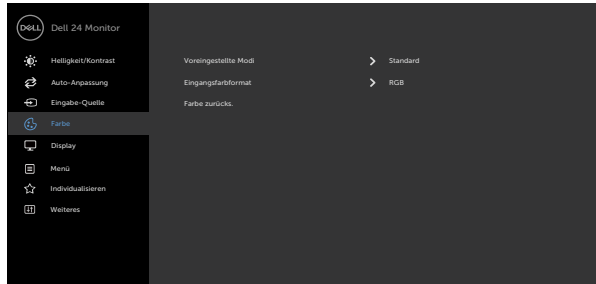 DELL
Dell 24 Monitor
Helligkeit/Kontrast
Auto-Anpassung
Eingabe-Quelle
Farbe
Display
Menü
Individualisieren
Weiteres
Voreingestellte Modi Standard
Eingangsfarbformat RGB
Farbe zurücks.